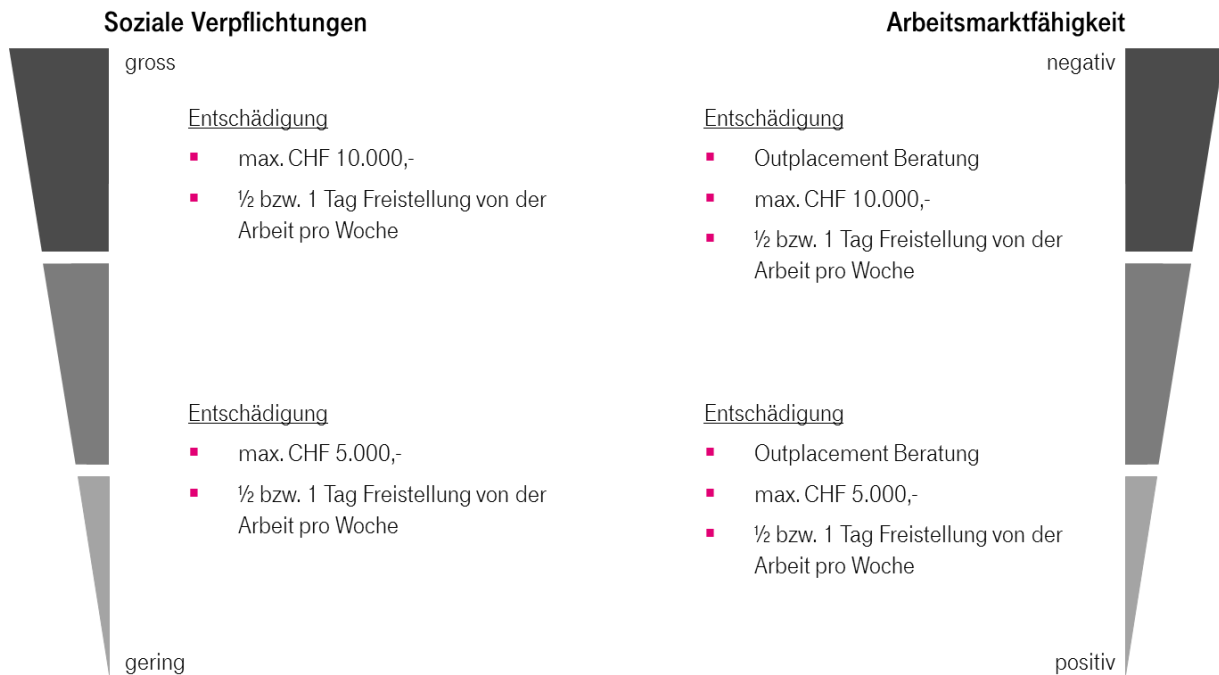 Soziale Verpflichtungen
gross
Entschädigung
▪ max. CHF 10.000,-
▪ ½ bzw. 1 Tag Freistellung von der
Arbeit pro Woche
Entschädigung
▪ max. CHF 5.000,-
▪ ½ bzw. 1 Tag Freistellung von der
Arbeit pro Woche
gering
Arbeitsmarktfähigkeit
negativ
Entschädigung
▪ Outplacement Beratung
▪ max. CHF 10.000,-
▪ ½ bzw. 1 Tag Freistellung von der
Arbeit pro Woche
Entschädigung
▪ Outplacement Beratung
▪ max. CHF 5.000,-
▪ ½ bzw. 1 Tag Freistellung von der
Arbeit pro Woche
positiv